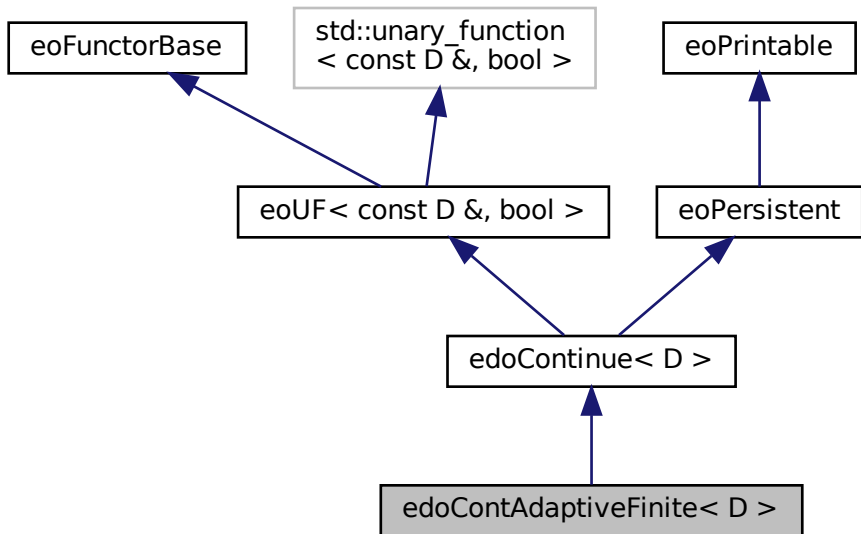 eoFunctorBase
std::unary_function
< const D &, bool >
eoPrintable
eoUF< const D &, bool >
eoPersistent
edoContinue< D >
edoContAdaptiveFinite< D >